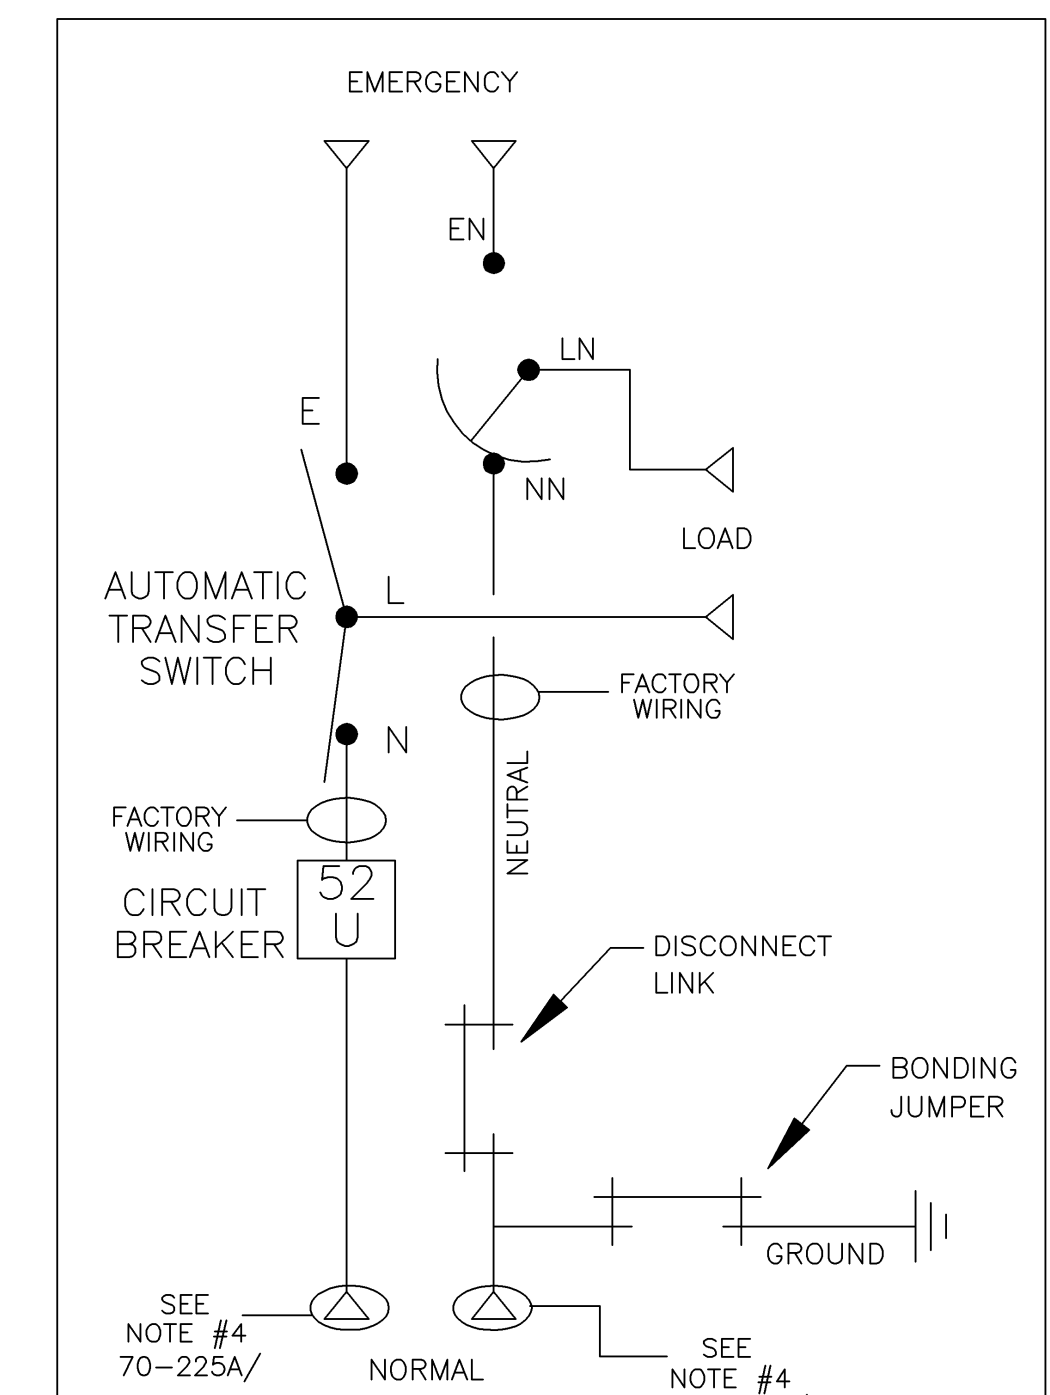 EMERGENCY
EN
LN
E
NN
LOAD
L
AUTOMATIC
TRANSFER
SWITCH
FACTORY
WIRING
N
NEUTRAL
FACTORY
WIRING
52
U
CIRCUIT
BREAKER
DISCONNECT
LINK
BONDING
JUMPER
GROUND
SEE
NOTE #4
70-225A/
NORMAL
SEE
NOTE #4